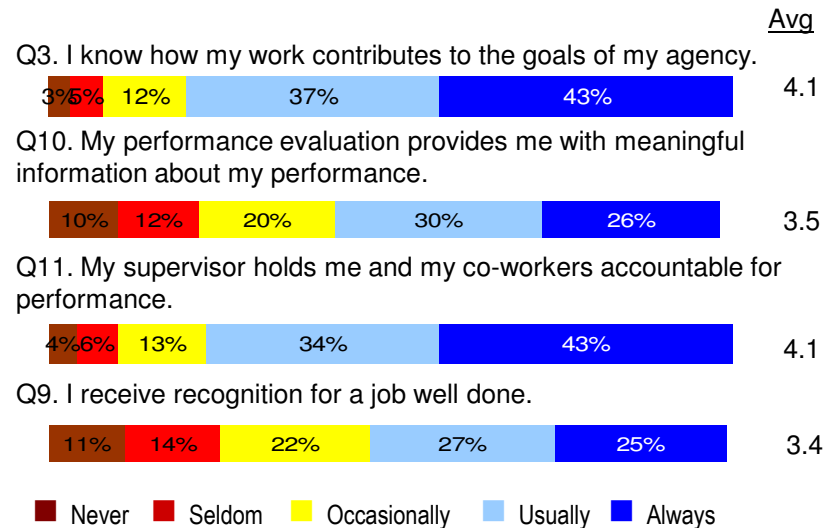 Avg
Q3. I know how my work contributes to the goals of my agency.
3% 5% 12% 37% 43% 4.1
Q10. My performance evaluation provides me with meaningful
information about my performance.
10% 12% 20% 30% 26% 3.5
Q11. My supervisor holds me and my co-workers accountable for
performance.
4% 6% 13% 34% 43% 4.1
Q9. I receive recognition for a job well done.
11% 14% 22% 27% 25% 3.4
Never Seldom Occasionally Usually Always